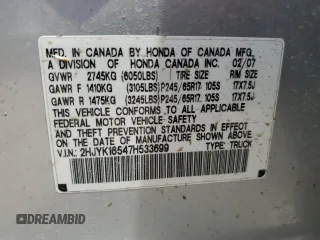 MFD. IN CANADA BY HONDA OF CANADA MFG.,
A DIVISION OF HONDA CANADA INC. 02/07
GVWR 2745KG (6050LBS) TIRE SIZE RIM SIZE
GAWR F 1410KG (3105LBS) P245/65R17 105S 17X7.5J
GAWR R 1475KG (3245LBS) P245/65R17 105S 17X7.5J
THIS VEHICLE CONFORMS TO ALL APPLICABLE
FEDERAL MOTOR VEHICLE SAFETY STANDARDS
IN EFFECT ON THE DATE OF MANUFACTURE
SHOWN ABOVE.
V.I.N.: 2HJYK16547H533699 TYPE: TRUCK
DREAMBID